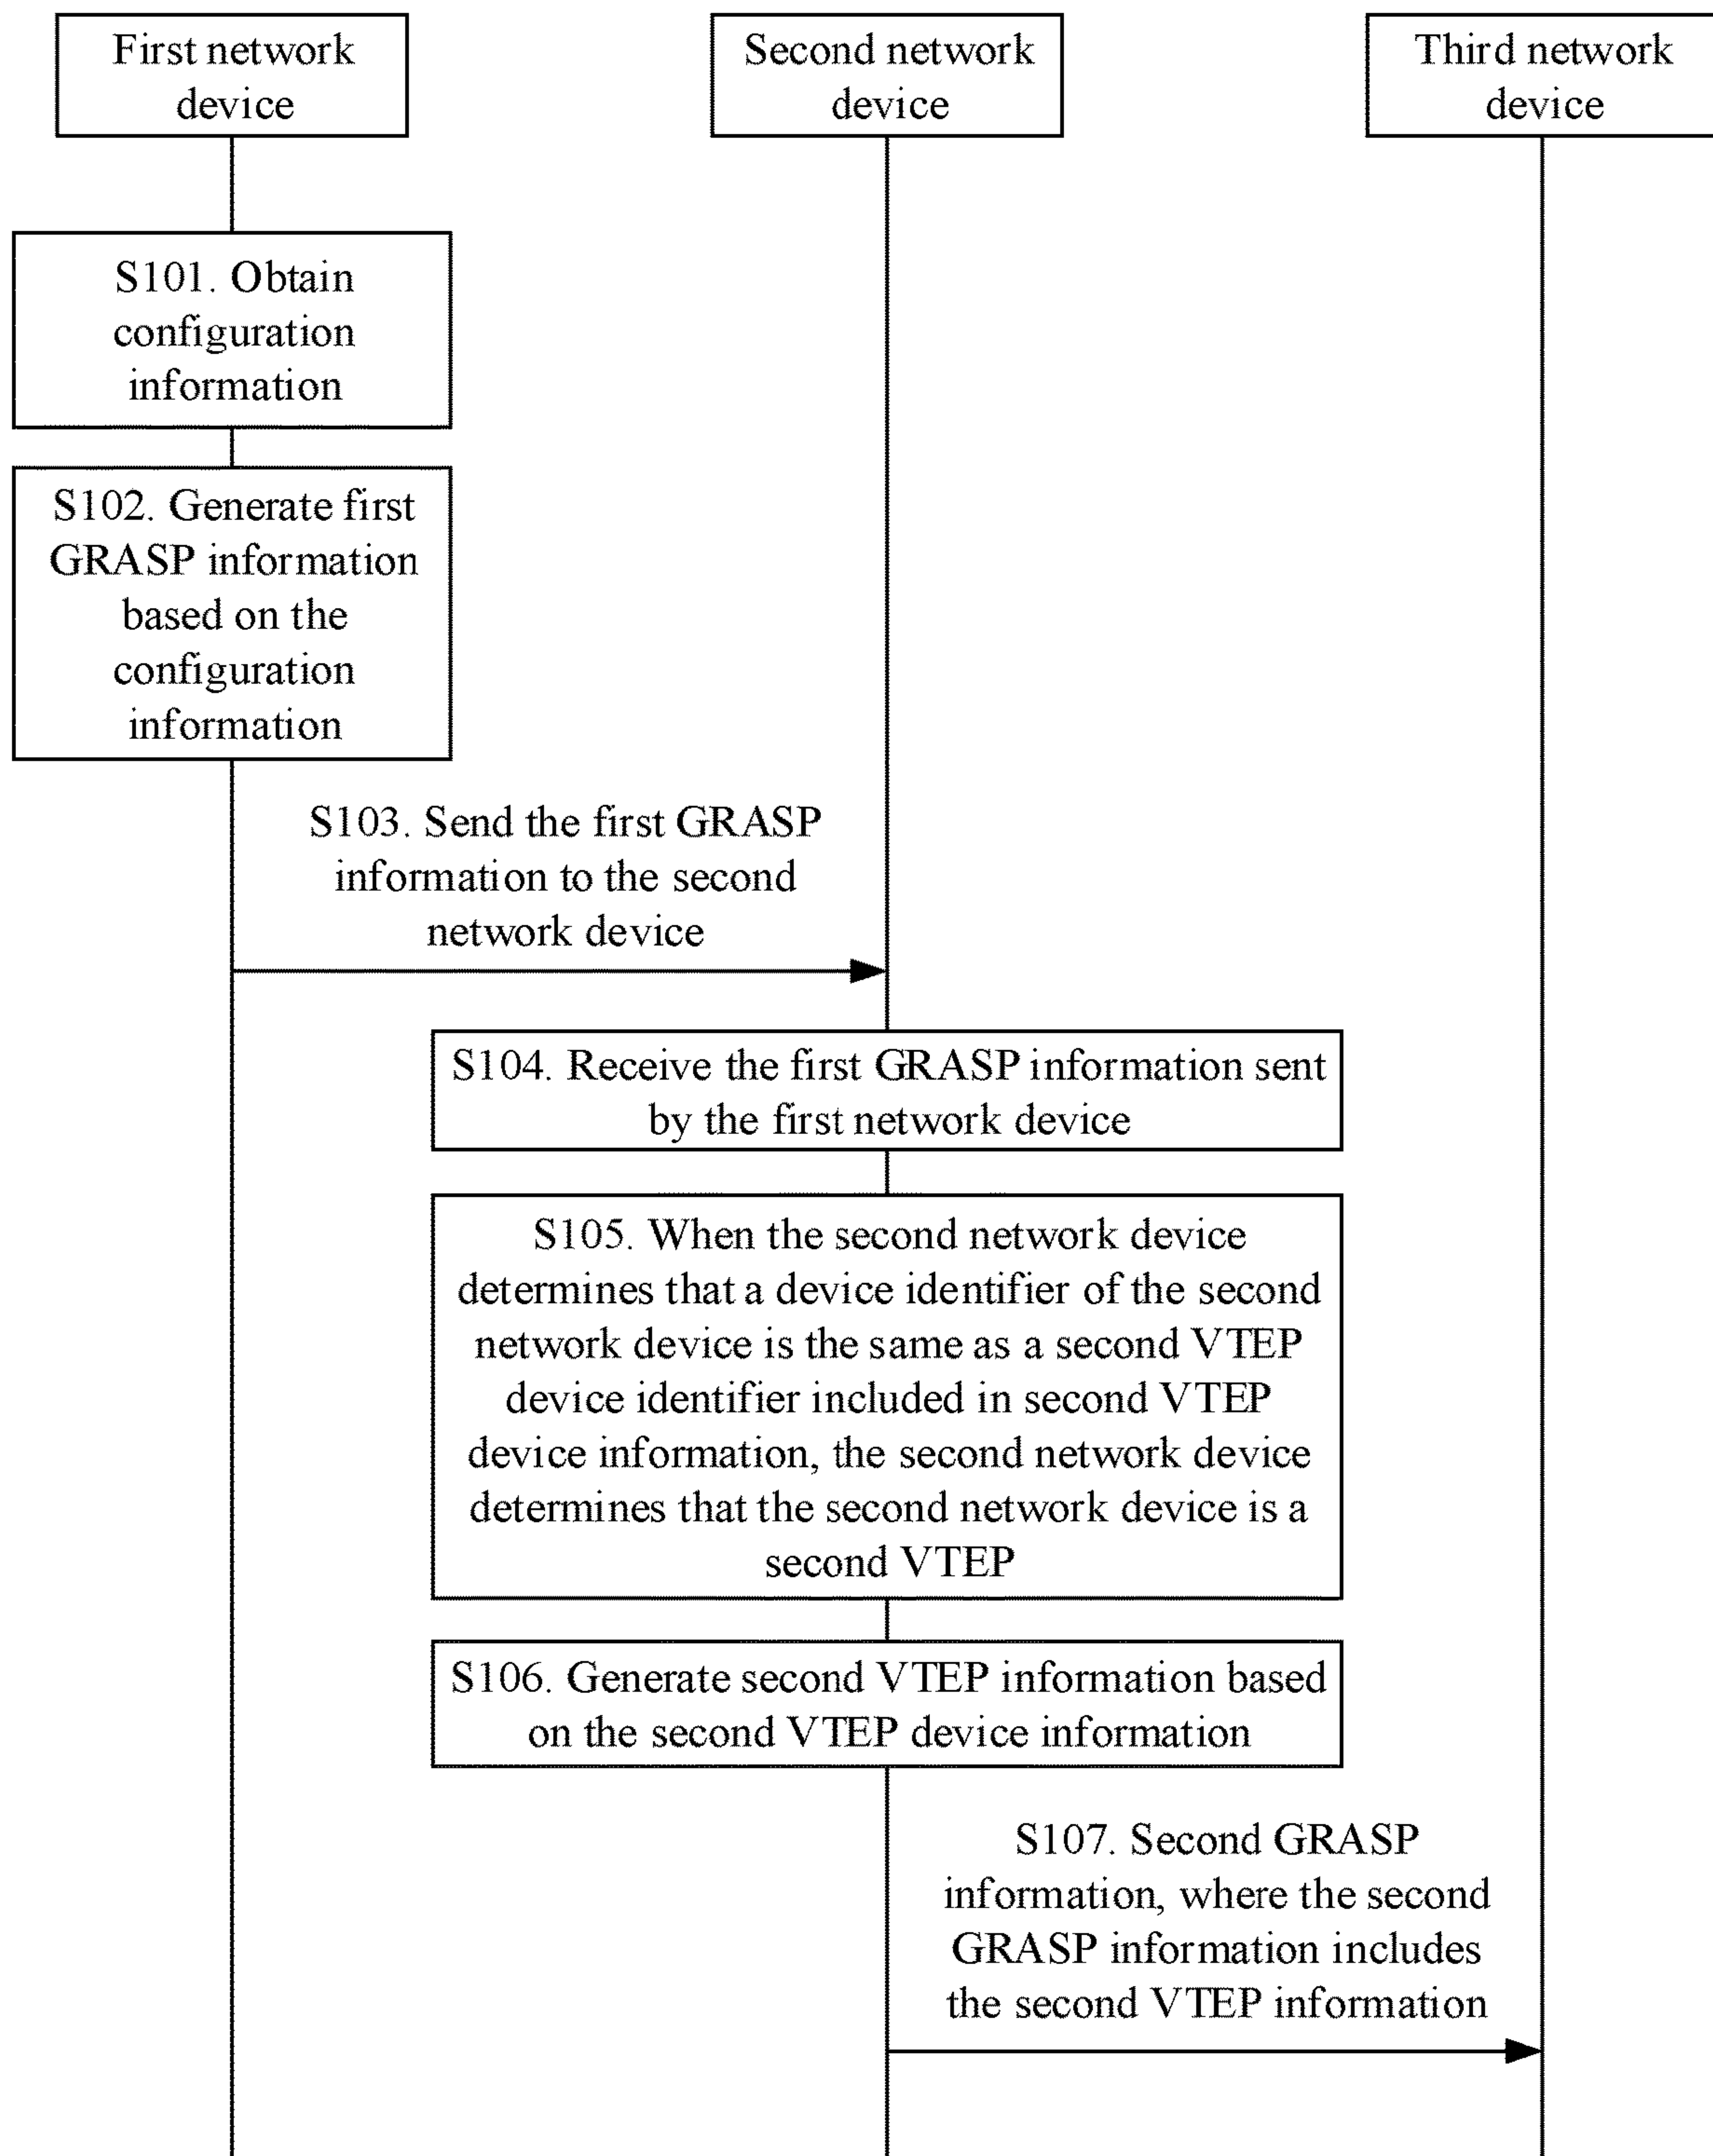 First network
device
Second network
device
Third network
device
S101. Obtain
configuration
information
S102. Generate first
GRASP information
based on the
configuration
information
S103. Send the first GRASP
information to the second
network device
S104. Receive the first GRASP information sent
by the first network device
S105. When the second network device
determines that a device identifier of the second
network device is the same as a second VTEP
device identifier included in second VTEP
device information, the second network device
determines that the second network device is a
second VTEP
S106. Generate second VTEP information based
on the second VTEP device information
S107. Second GRASP
information, where the second
GRASP information includes
the second VTEP information